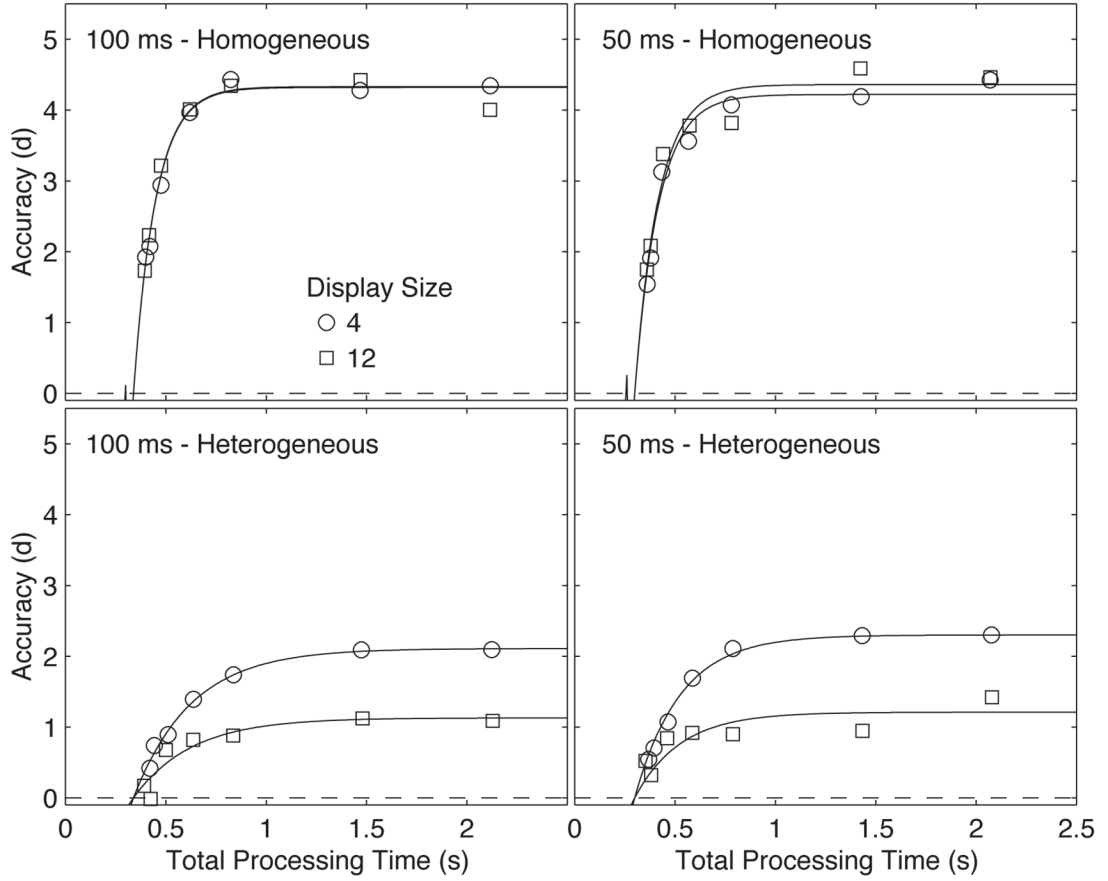 100 ms - Homogeneous
50 ms - Homogeneous
5
4
3
2
1
0
Accuracy (d)
Display Size
4
12
100 ms - Heterogeneous
50 ms - Heterogeneous
5
4
3
2
1
0
Accuracy (d)
0 0.5 1 1.5 2
0 0.5 1 1.5 2 2.5
Total Processing Time (s)
Total Processing Time (s)